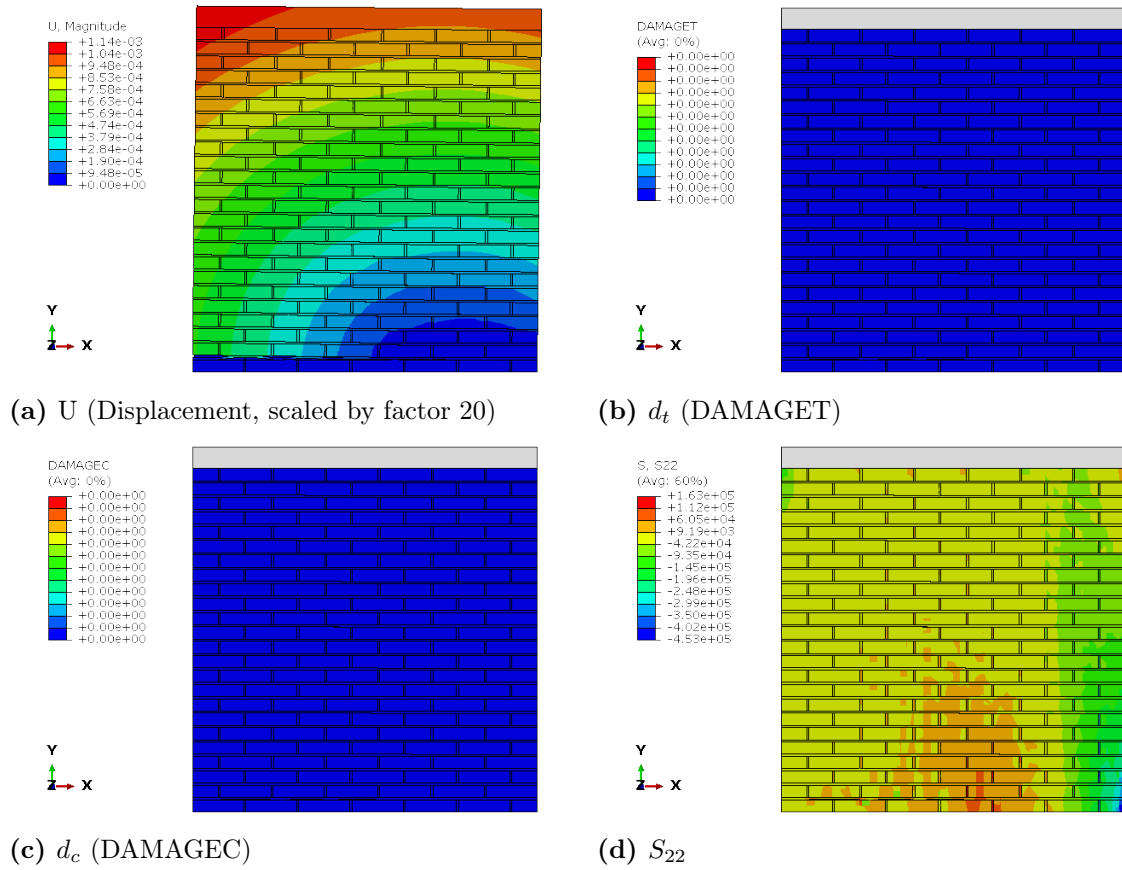 U, Magnitude
+1.14e-03
+1.04e-03
+9.48e-04
+8.53e-04
+7.58e-04
+6.63e-04
+5.69e-04
+4.74e-04
+3.79e-04
+2.84e-04
+1.90e-04
+9.48e-05
+0.00e+00
Y
Z X
(a) U (Displacement, scaled by factor 20)
DAMAGET
(Avg: 0%)
+0.00e+00
+0.00e+00
+0.00e+00
+0.00e+00
+0.00e+00
+0.00e+00
+0.00e+00
+0.00e+00
+0.00e+00
+0.00e+00
+0.00e+00
+0.00e+00
+0.00e+00
Y
Z X
(b) d_t (DAMAGET)
DAMAGEC
(Avg: 0%)
+0.00e+00
+0.00e+00
+0.00e+00
+0.00e+00
+0.00e+00
+0.00e+00
+0.00e+00
+0.00e+00
+0.00e+00
+0.00e+00
+0.00e+00
+0.00e+00
+0.00e+00
Y
Z X
(c) d_c (DAMAGEC)
S, S22
(Avg: 60%)
+1.63e+05
+1.12e+05
+6.05e+04
+9.19e+03
-4.22e+04
-9.35e+04
-1.45e+05
-1.96e+05
-2.48e+05
-2.99e+05
-3.50e+05
-4.02e+05
-4.53e+05
Y
Z X
(d) S_22